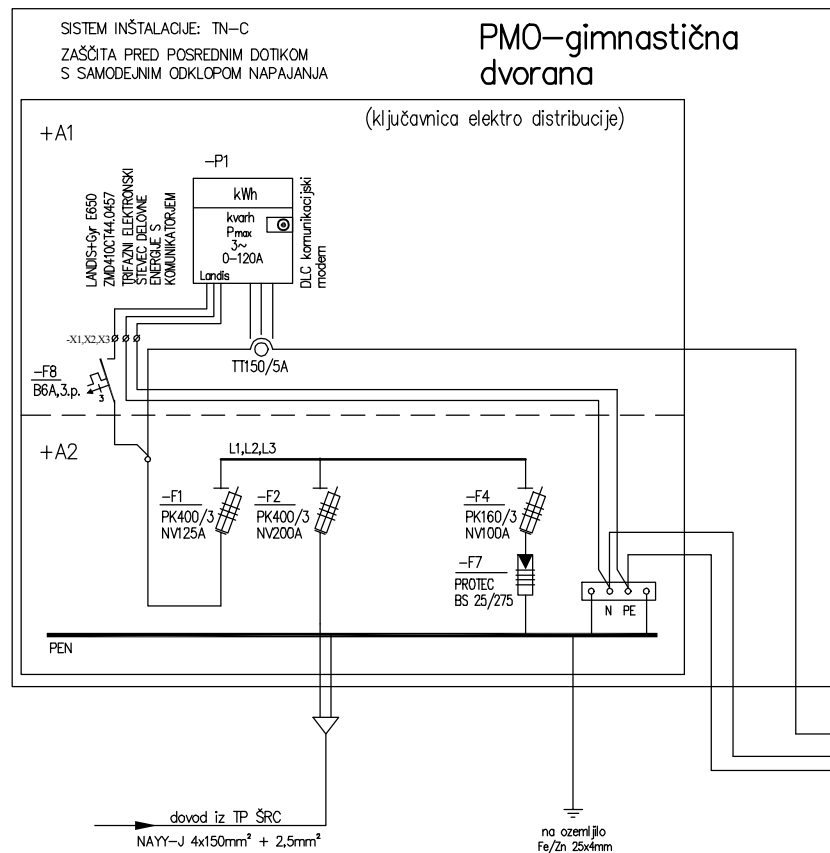 SISTEM INŠTALACIJE: TN-C
ZAŠČITA PRED POSREDNIM DOTIKOM
S SAMODEJNIM ODKLOPOM NAPAJANJA
PMO-gimnastična
dvorana
(ključavnica elektro distribucije)
+A1
-P1
kWh
kvarh
Pmax
3~
0-120A
Landis
LANDIS+Gyr E650
ZMD410CT44.0457
TRIFAZNI ELEKTRONSKI
ŠTEVEC DELOVNE
ENERGIJE S
KOMUNIKATORJEM
DLC komunikacijski
modem
-X1,X2,X3
TT150/5A
-F8
B6A,3.p.
3
+A2
L1,L2,L3
-F1
PK400/3
NV125A
-F2
PK400/3
NV200A
-F4
PK160/3
NV100A
-F7
PROTEC
BS 25/275
N PE
PEN
dovod iz TP ŠRC
NAYY-J 4x150mm² + 2,5mm²
na ozemljilo
Fe/Zn 25x4mm